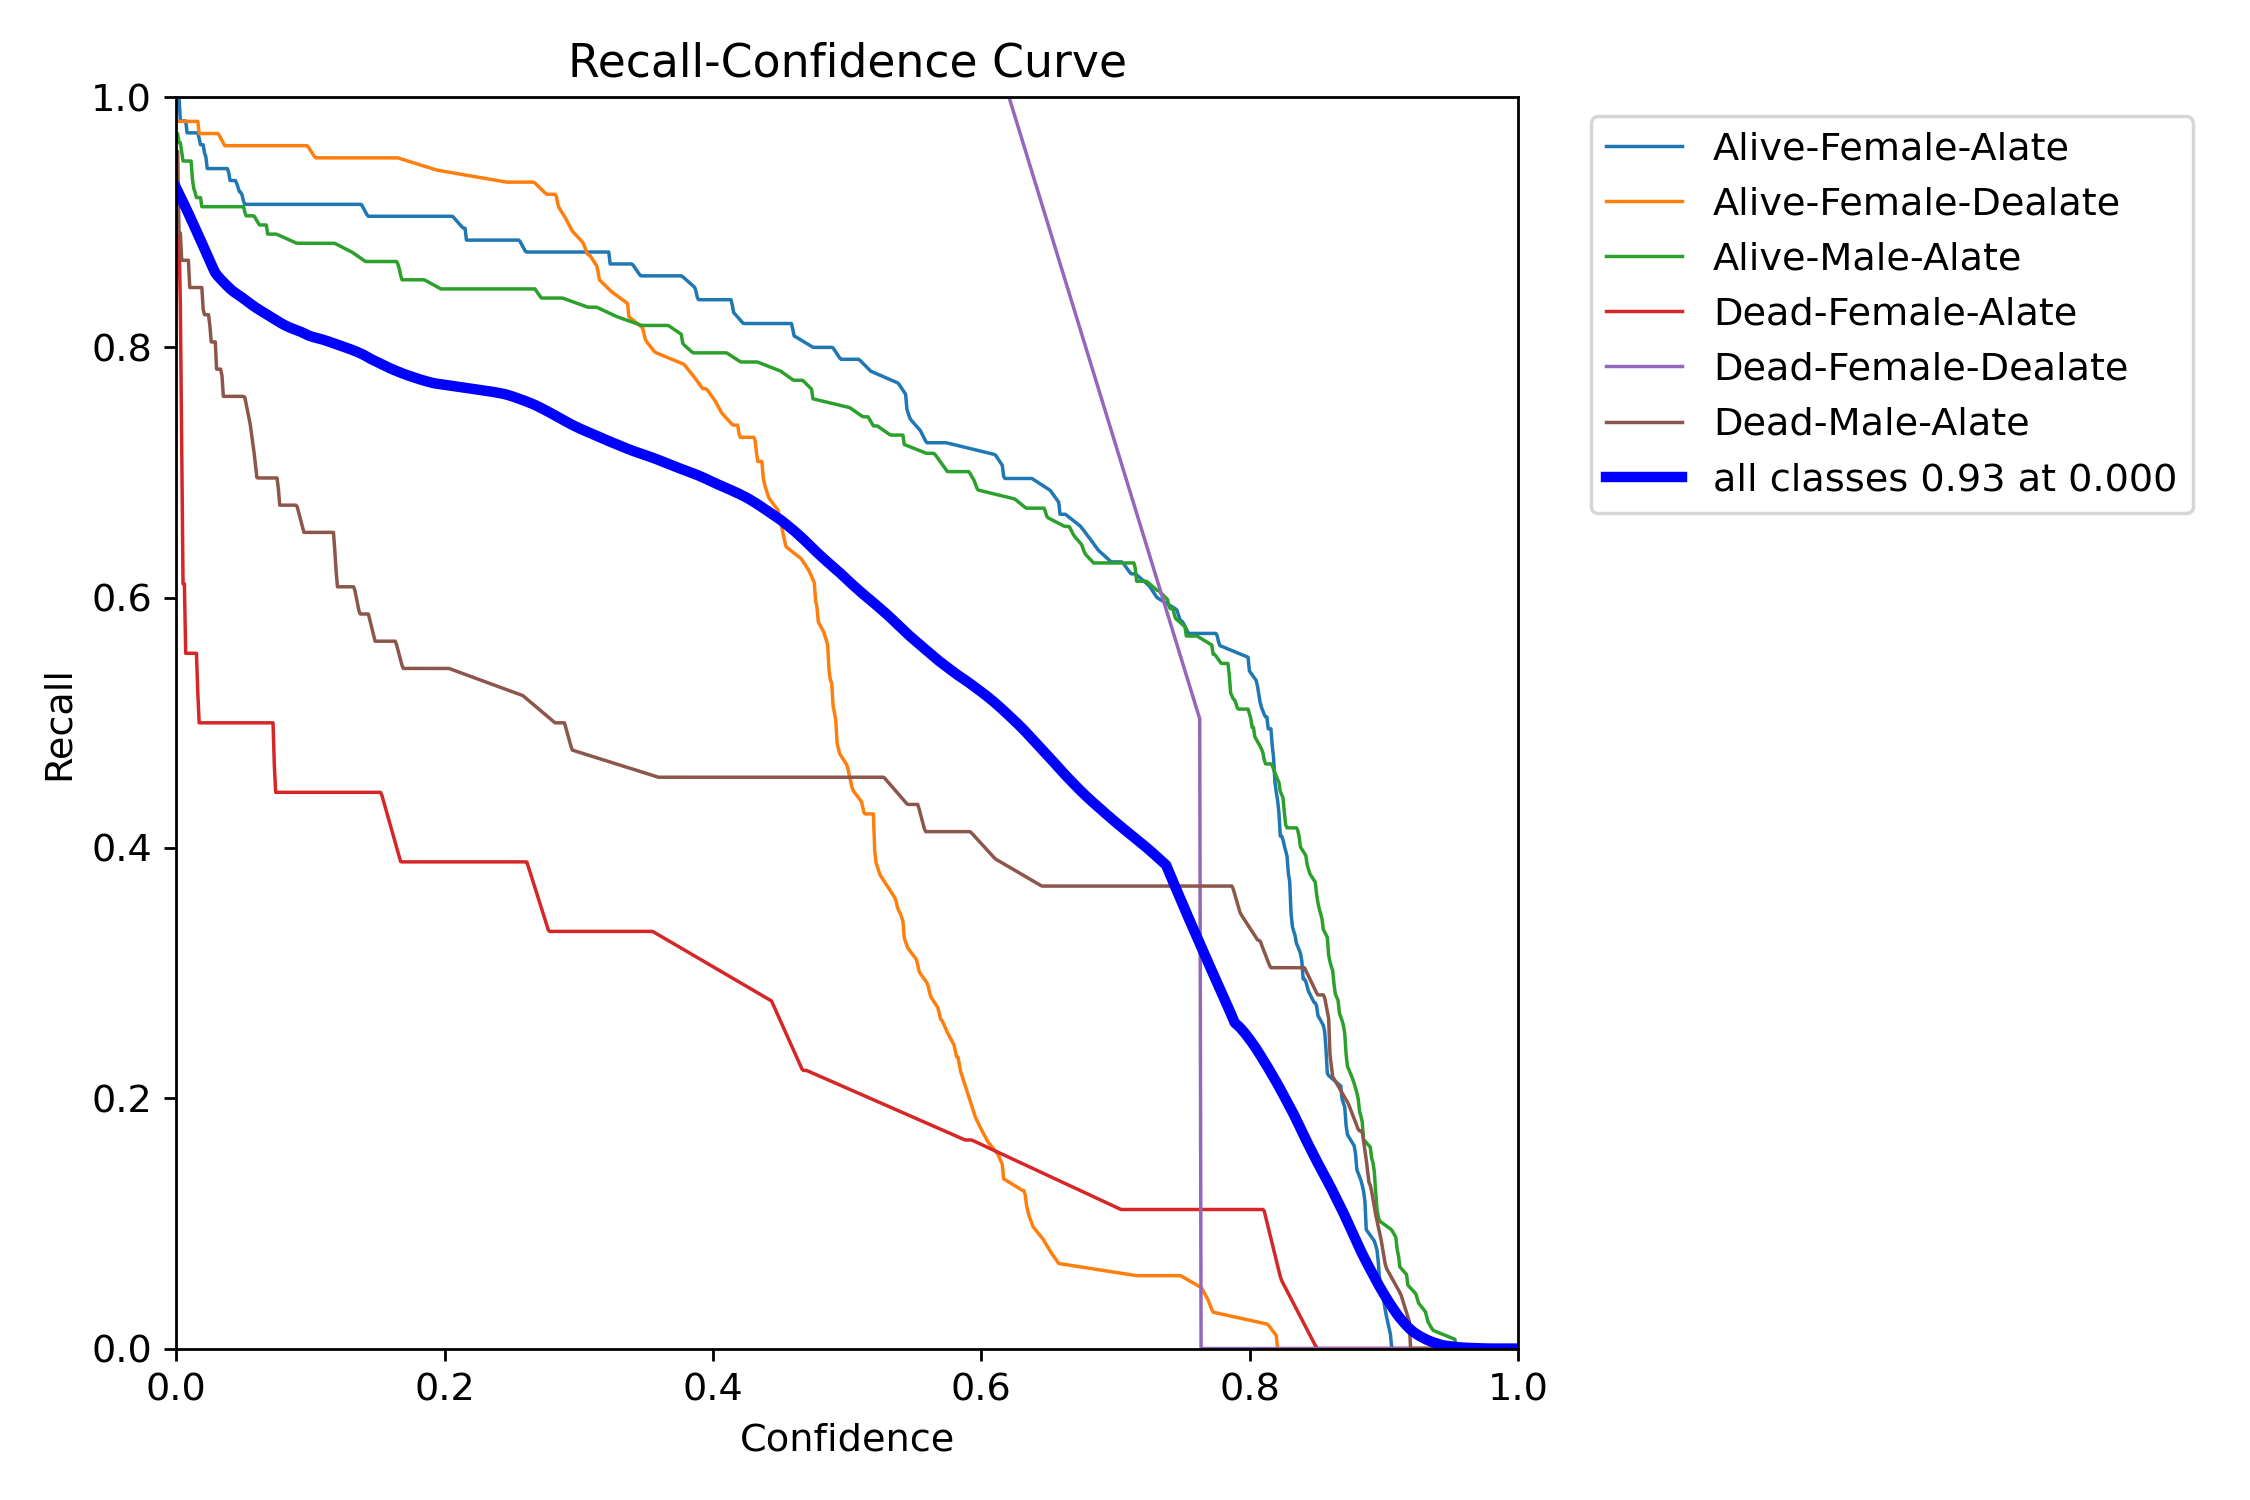 Recall-Confidence Curve
1.0
0.8
0.6
0.4
0.2
0.0
Recall
0.0 0.2 0.4 0.6 0.8 1.0
Confidence
Alive-Female-Alate
Alive-Female-Dealate
Alive-Male-Alate
Dead-Female-Alate
Dead-Female-Dealate
Dead-Male-Alate
all classes 0.93 at 0.000